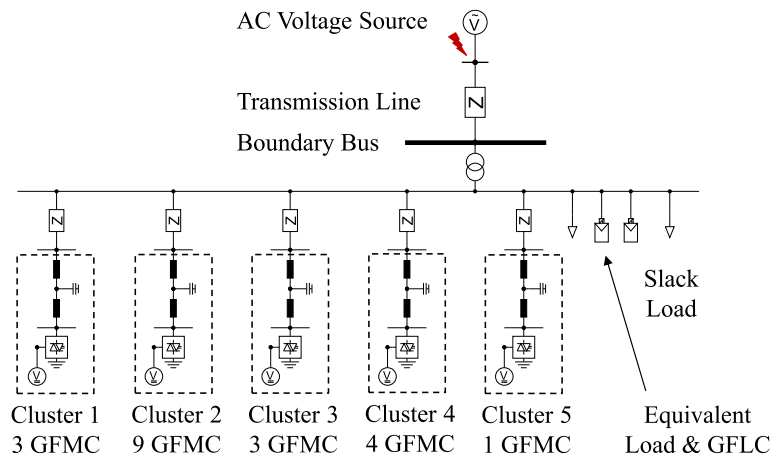 AC Voltage Source
Ṽ
Transmission Line
Z
Boundary Bus
Z Z Z Z Z
Slack
Load
V V V V V
Cluster 1 Cluster 2 Cluster 3 Cluster 4 Cluster 5 Equivalent
3 GFMC 9 GFMC 3 GFMC 4 GFMC 1 GFMC Load & GFLC